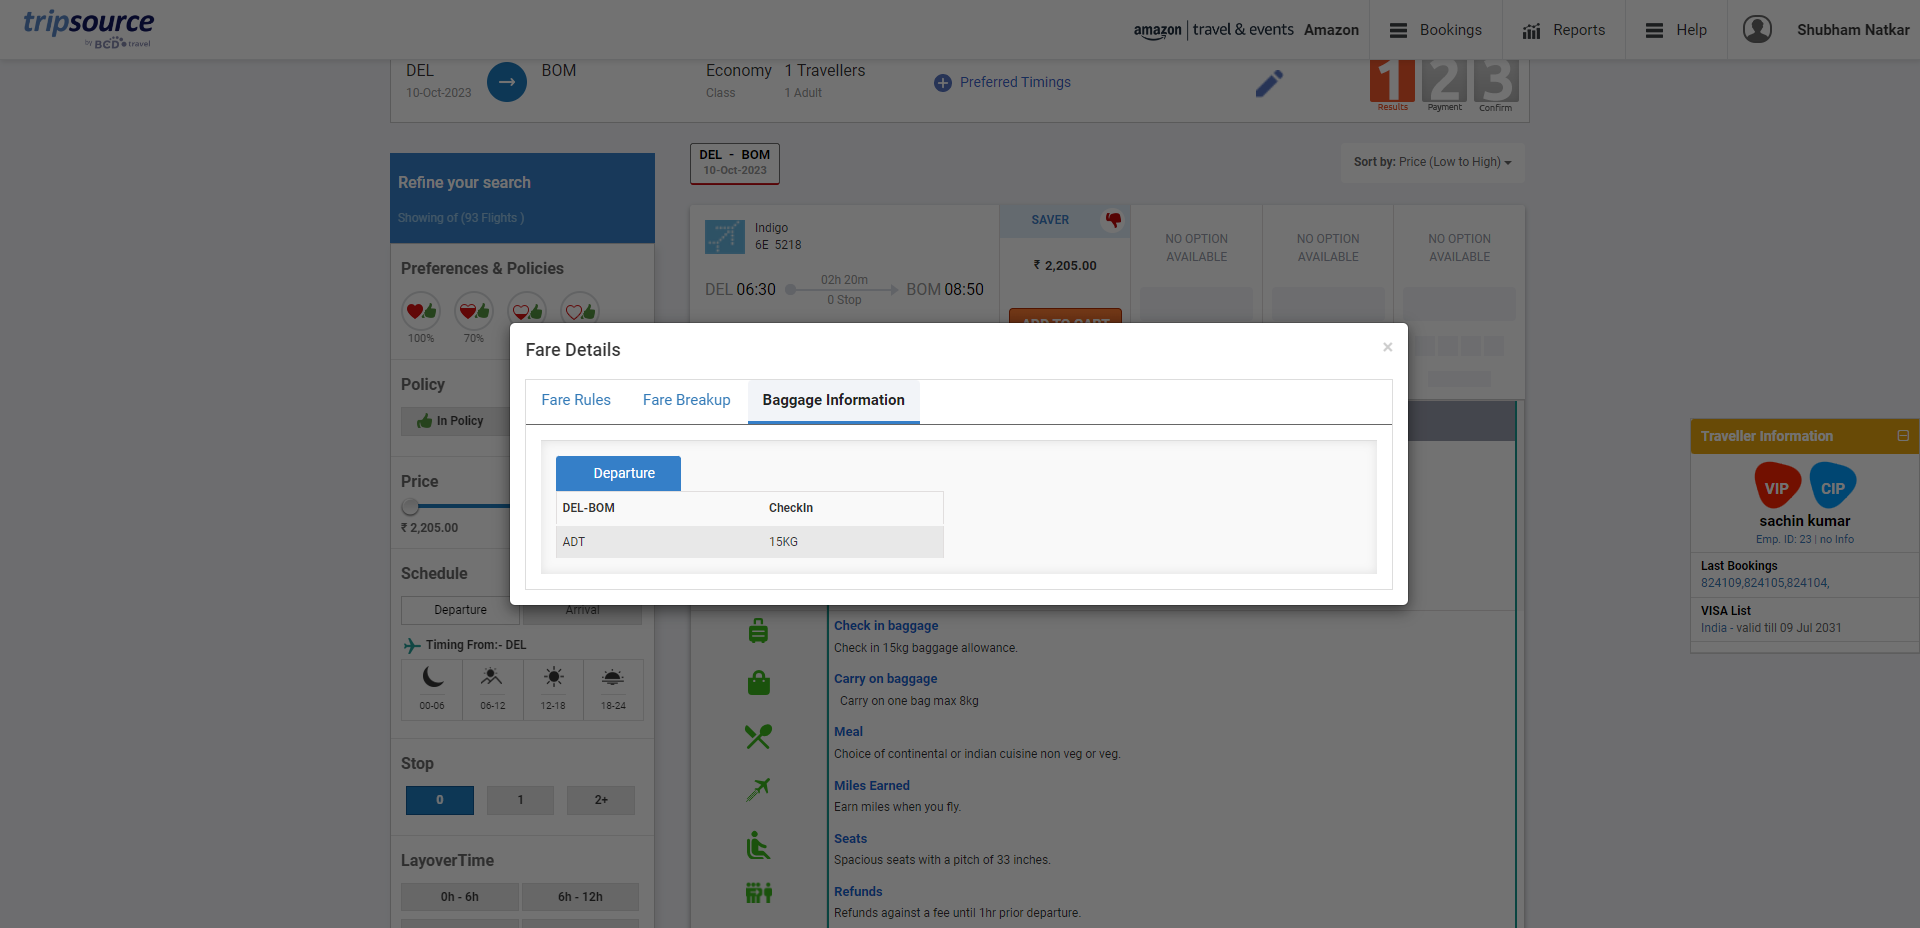 tripsource
by BCD travel
amazon | travel & events Amazon
Bookings
Reports
Help
Shubham Natkar
DEL
10-Oct-2023
BOM
Economy
Class
1 Travellers
1 Adult
Preferred Timings
1 2 3
Results Payment Confirm
Refine your search
Showing of (93 Flights )
Preferences & Policies
100% 70%
Policy
In Policy
Price
₹ 2,205.00
Schedule
Departure Arrival
Timing From:- DEL
00-06 06-12 12-18 18-24
Stop
0 1 2+
LayoverTime
0h - 6h 6h - 12h
DEL - BOM
10-Oct-2023
Sort by: Price (Low to High)
Indigo
6E 5218
DEL 06:30
02h 20m
0 Stop
BOM 08:50
SAVER
₹ 2,205.00
ADD TO CART
NO OPTION
AVAILABLE
NO OPTION
AVAILABLE
NO OPTION
AVAILABLE
Fare Details
×
Fare Rules Fare Breakup Baggage Information
Departure
DEL-BOM CheckIn
ADT 15KG
Check in baggage
Check in 15kg baggage allowance.
Carry on baggage
Carry on one bag max 8kg
Meal
Choice of continental or indian cuisine non veg or veg.
Miles Earned
Earn miles when you fly.
Seats
Spacious seats with a pitch of 33 inches.
Refunds
Refunds against a fee until 1hr prior departure.
Traveller Information
VIP CIP
sachin kumar
Emp. ID: 23 | no Info
Last Bookings
824109,824105,824104,
VISA List
India - valid till 09 Jul 2031